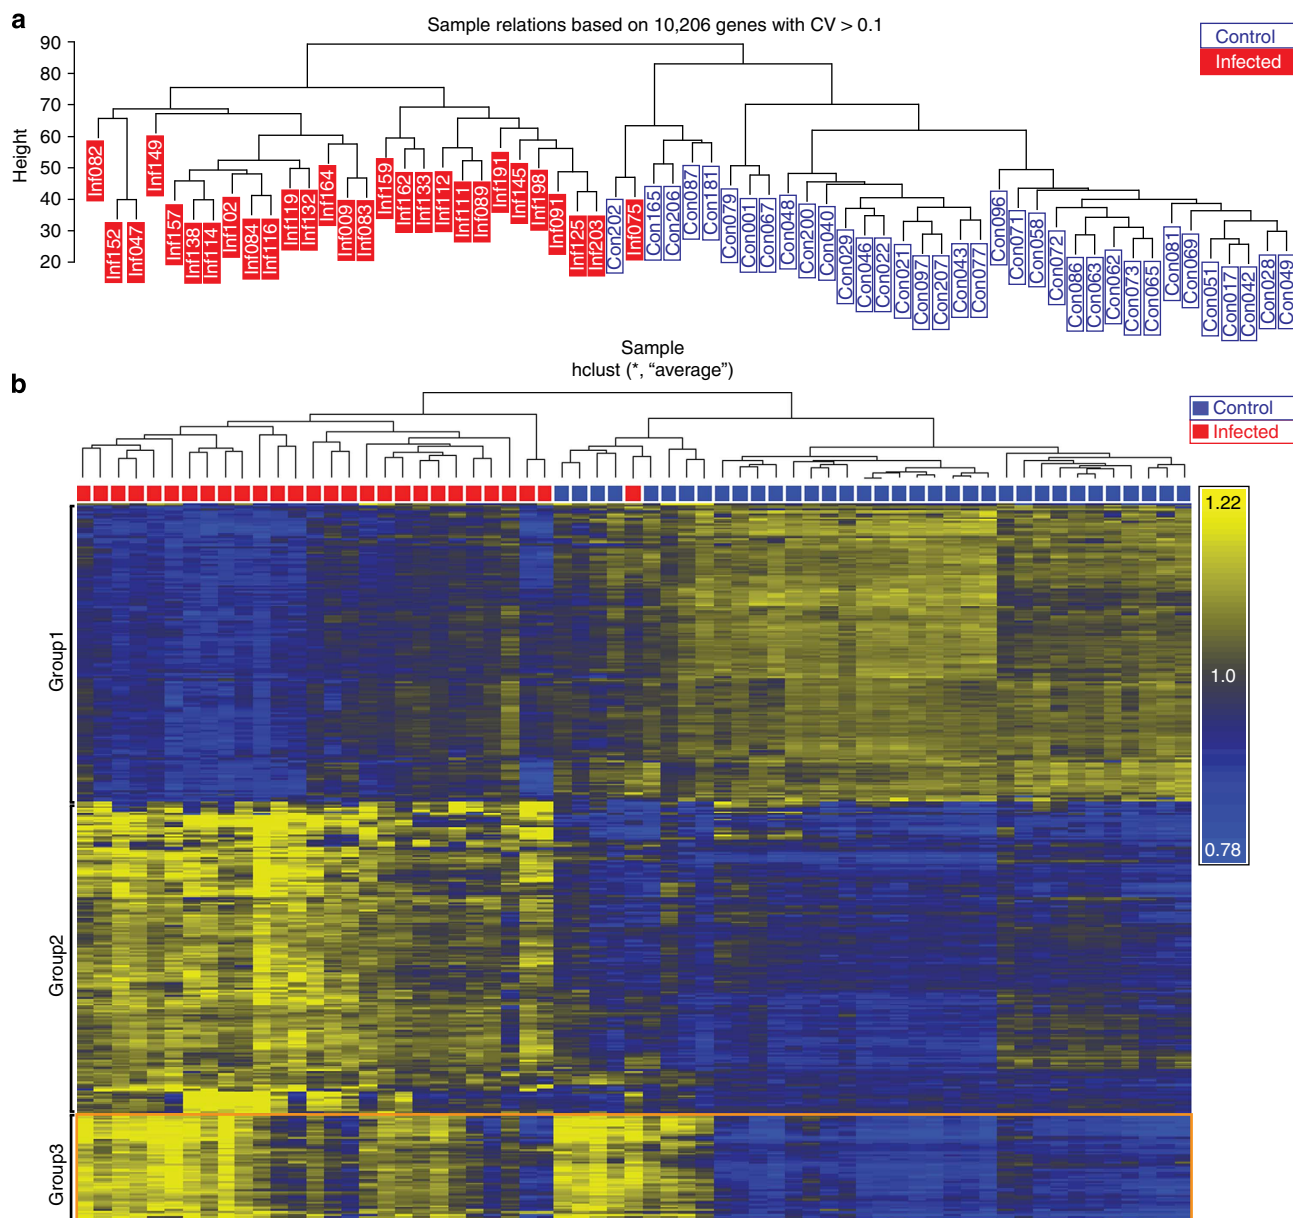 a
Sample relations based on 10,206 genes with CV > 0.1
Control
Infected
Height
90
80
70
60
50
40
30
20
Inf082
Inf152
Inf047
Inf149
Inf157
Inf138
Inf114
Inf102
Inf084
Inf116
Inf119
Inf132
Inf164
Inf009
Inf083
Inf159
Inf162
Inf133
Inf112
Inf111
Inf089
Inf191
Inf145
Inf198
Inf091
Inf125
Inf203
Con202
Inf075
Con165
Con206
Con087
Con181
Con079
Con001
Con067
Con048
Con200
Con040
Con029
Con046
Con022
Con021
Con097
Con207
Con043
Con077
Con096
Con071
Con058
Con072
Con086
Con063
Con062
Con073
Con065
Con081
Con069
Con051
Con017
Con042
Con028
Con049
Sample
hclust (*, “average”)
b
Control
Infected
1.22
1.0
0.78
Group1
Group2
Group3